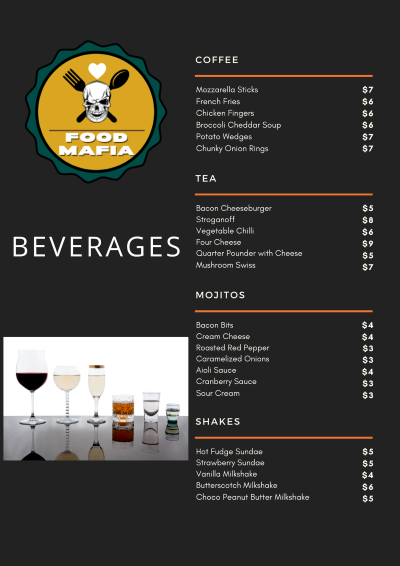 FOOD
MAFIA
BEVERAGES
COFFEE
Mozzarella Sticks $7
French Fries $6
Chicken Fingers $6
Broccoli Cheddar Soup $6
Potato Wedges $7
Chunky Onion Rings $7
TEA
Bacon Cheeseburger $5
Stroganoff $8
Vegetable Chilli $6
Four Cheese $9
Quarter Pounder with Cheese $5
Mushroom Swiss $7
MOJITOS
Bacon Bits $4
Cream Cheese $4
Roasted Red Pepper $3
Caramelized Onions $3
Aioli Sauce $4
Cranberry Sauce $3
Sour Cream $3
SHAKES
Hot Fudge Sundae $5
Strawberry Sundae $5
Vanilla Milkshake $4
Butterscotch Milkshake $6
Choco Peanut Butter Milkshake $5